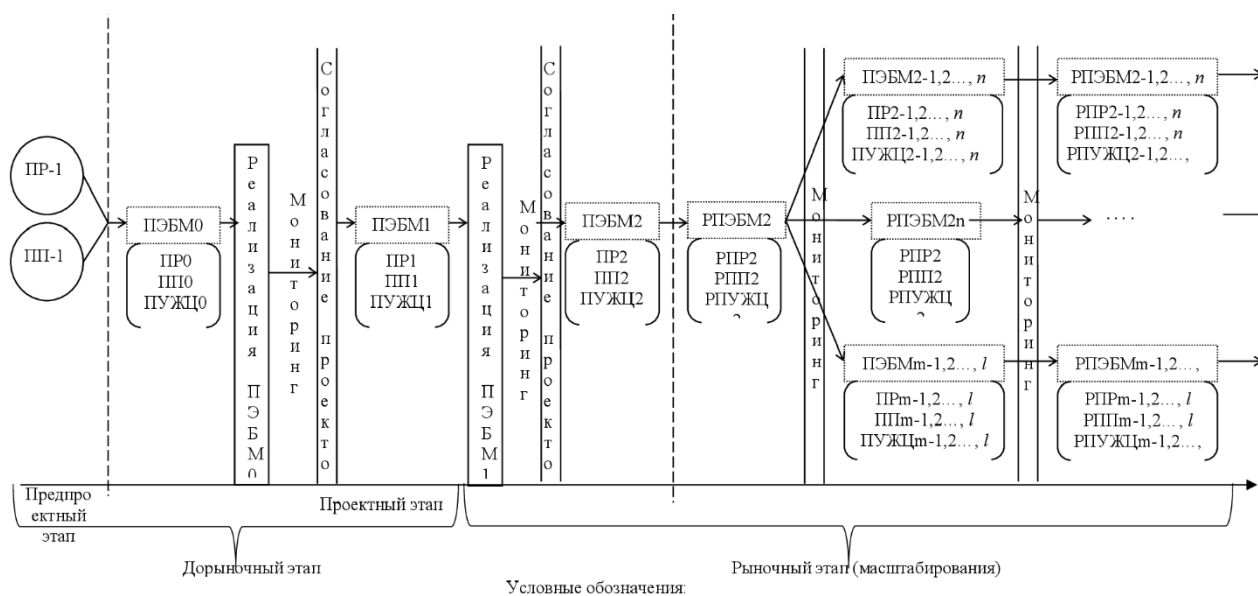 ПР-1
ПП-1
ПЭБМ0
ПР0
ПП0
ПУЖЦ0
Реализация ПЭБМ0
Мониторинг
Согласование проекто
ПЭБМ1
ПР1
ПП1
ПУЖЦ1
Реализация ПЭБМ1
Мониторинг
Согласование проекто
ПЭБМ2
ПР2
ПП2
ПУЖЦ2
РПЭБМ2
РПР2
РПП2
РПУЖЦ
Мониторинг
ПЭБМ2-1,2..., n
ПР2-1,2..., n
ПП2-1,2..., n
ПУЖЦ2-1,2..., n
РПЭБМ2n
РПР2
РПП2
РПУЖЦ
ПЭБМm-1,2..., l
ПРm-1,2..., l
ППm-1,2..., l
ПУЖЦm-1,2..., l
Мониторинг
РПЭБМ2-1,2..., n
РПР2-1,2..., n
РПП2-1,2..., n
РПУЖЦ2-1,2...,
....
РПЭБМm-1,2...,
РПРm-1,2..., l
РППm-1,2..., l
РПУЖЦm-1,2...,
Предпро
ектный
этап
Проектный этап
Дорыночный этап
Рыночный этап (масштабирования)
Условные обозначения: